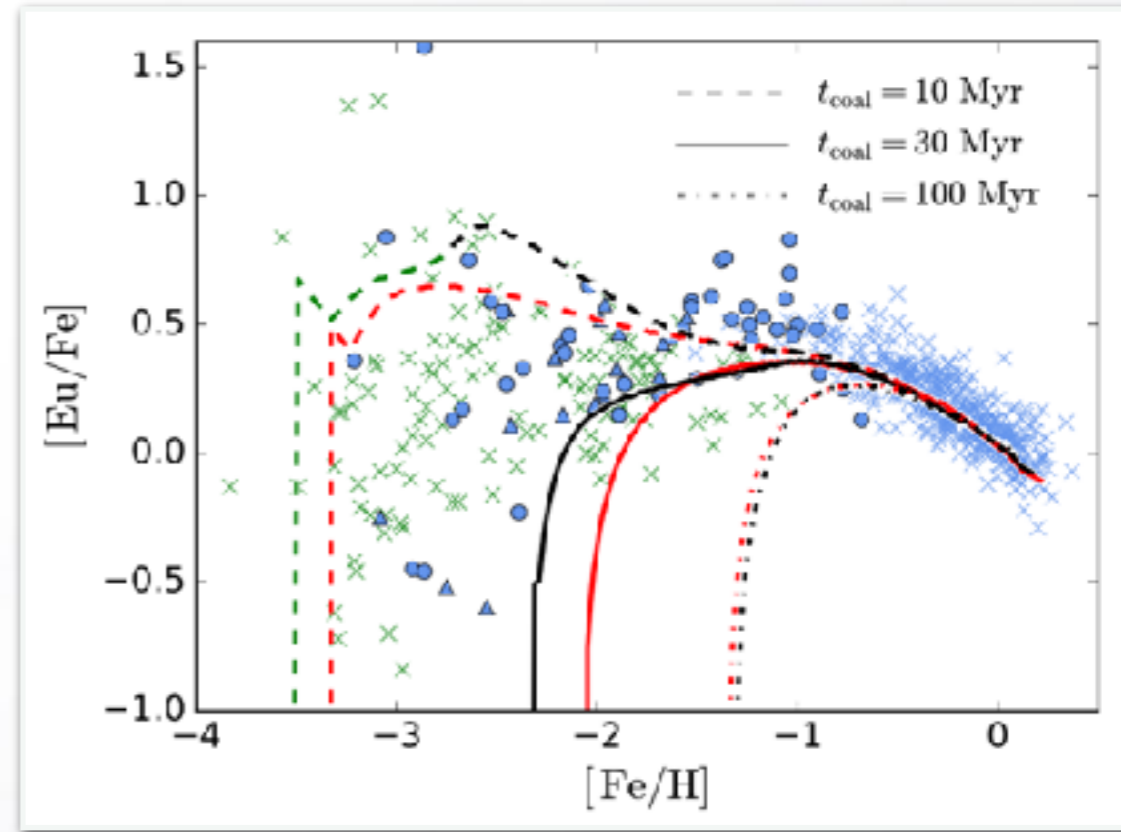 1.5
1.0
0.5
0.0
−0.5
−1.0
[Eu/Fe]
t_coal = 10 Myr
t_coal = 30 Myr
t_coal = 100 Myr
−4 −3 −2 −1 0
[Fe/H]